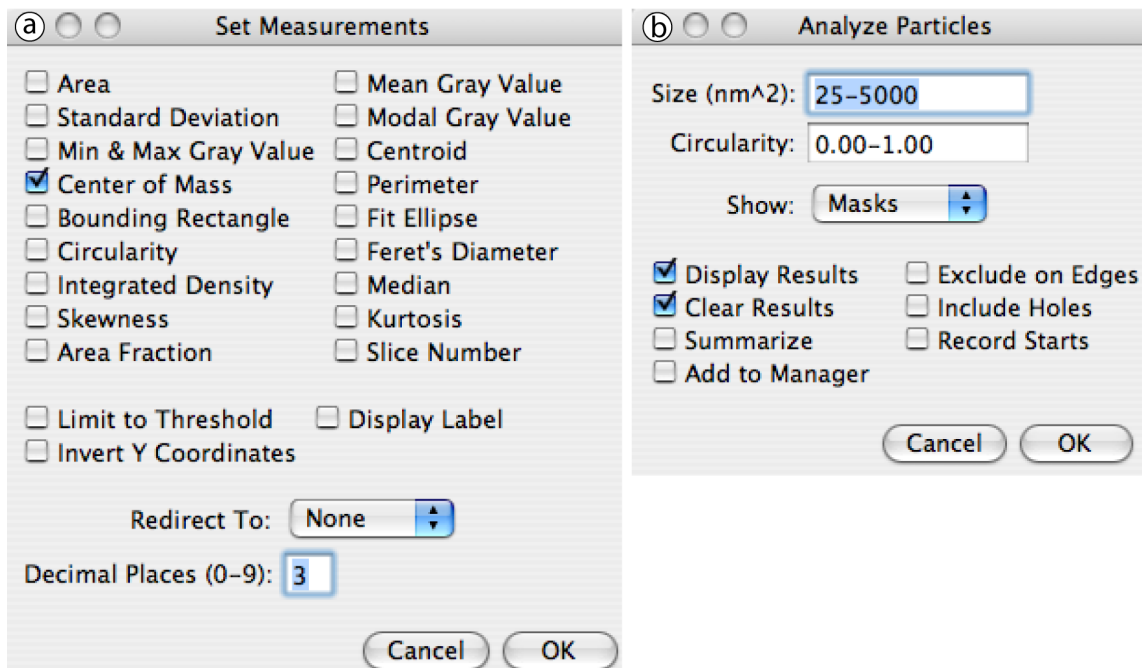 a Set Measurements
Area Mean Gray Value
Standard Deviation Modal Gray Value
Min & Max Gray Value Centroid
Center of Mass Perimeter
Bounding Rectangle Fit Ellipse
Circularity Feret's Diameter
Integrated Density Median
Skewness Kurtosis
Area Fraction Slice Number
Limit to Threshold Display Label
Invert Y Coordinates
Redirect To: None
Decimal Places (0-9): 3
Cancel OK
b Analyze Particles
Size (nm^2): 25-5000
Circularity: 0.00-1.00
Show: Masks
Display Results Exclude on Edges
Clear Results Include Holes
Summarize Record Starts
Add to Manager
Cancel OK